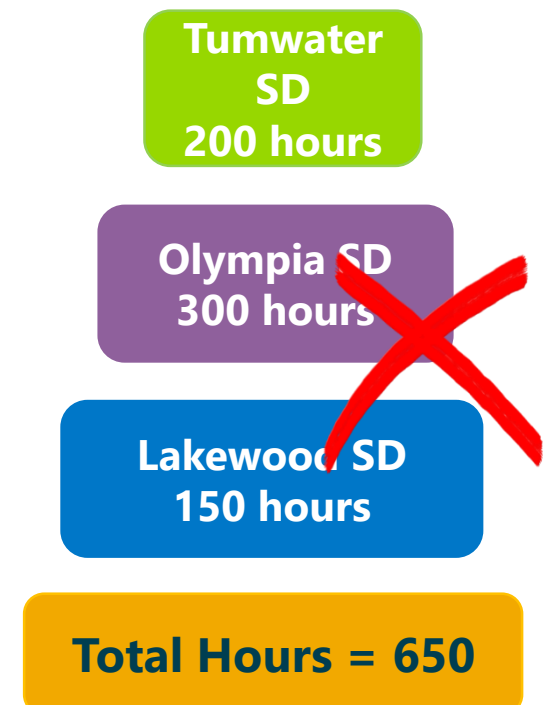 Tumwater
SD
200 hours
Olympia SD
300 hours
Lakewood SD
150 hours
Total Hours = 650